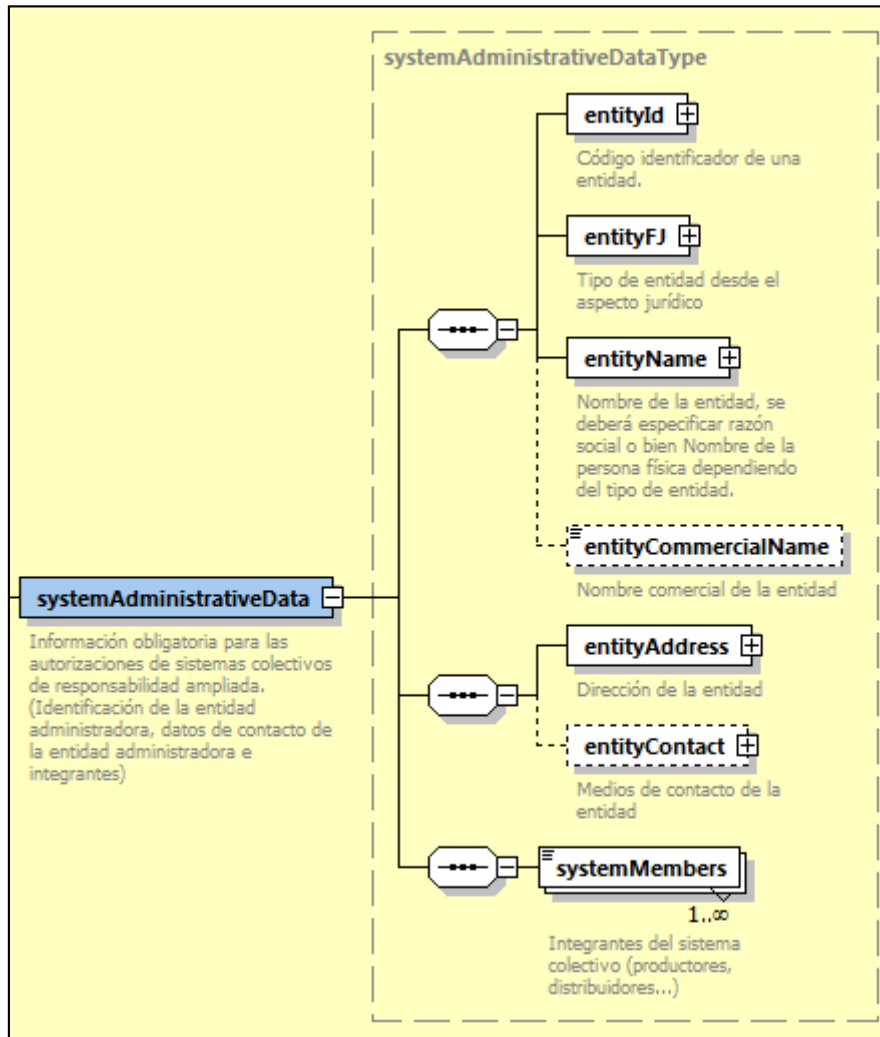 systemAdministrativeDataType
entityId
Código identificador de una
entidad.
entityFJ
Tipo de entidad desde el
aspecto jurídico
entityName
Nombre de la entidad, se
deberá especificar razón
social o bien Nombre de la
persona física dependiendo
del tipo de entidad.
entityCommercialName
Nombre comercial de la entidad
systemAdministrativeData
Información obligatoria para las
autorizaciones de sistemas colectivos
de responsabilidad ampliada.
(Identificación de la entidad
administradora, datos de contacto de
la entidad administradora e
integrantes)
entityAddress
Dirección de la entidad
entityContact
Medios de contacto de la
entidad
systemMembers
1..∞
Integrantes del sistema
colectivo (productores,
distribuidores...)